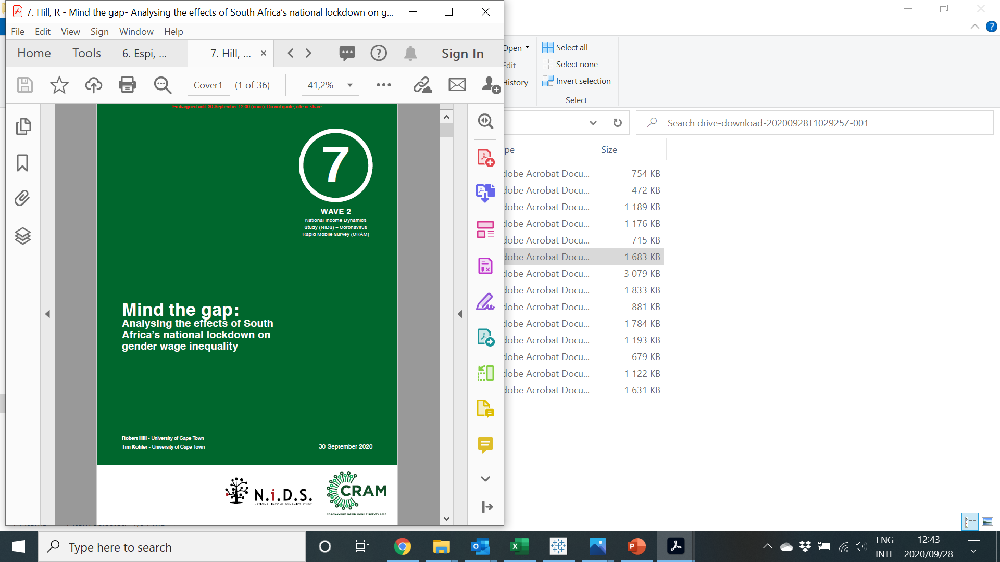 7. Hill, R - Mind the gap- Analysing the effects of South Africa's national lockdown on g...
File Edit View Sign Window Help
Home Tools 6. Espi, ... 7. Hill, ... Sign In
Cover1 (1 of 36) 41,2%
Embargoed until 30 September 12:00 (noon). Do not quote, cite or share.
7
WAVE 2
National Income Dynamics
Study (NIDS) – Coronavirus
Rapid Mobile Survey (CRAM)
Mind the gap:
Analysing the effects of South
Africa's national lockdown on
gender wage inequality
Robert Hill - University of Cape Town
Tim Köhler - University of Cape Town
30 September 2020
N.i.D.S.
NATIONAL INCOME DYNAMICS STUDY
CRAM
CORONAVIRUS RAPID MOBILE SURVEY 2020
Open
Edit
History
Select all
Select none
Invert selection
Select
Search drive-download-20200928T102925Z-001
pe Size
dobe Acrobat Docu... 754 KB
dobe Acrobat Docu... 472 KB
dobe Acrobat Docu... 1 189 KB
dobe Acrobat Docu... 1 176 KB
dobe Acrobat Docu... 715 KB
dobe Acrobat Docu... 1 683 KB
dobe Acrobat Docu... 3 079 KB
dobe Acrobat Docu... 1 833 KB
dobe Acrobat Docu... 881 KB
dobe Acrobat Docu... 1 784 KB
dobe Acrobat Docu... 1 193 KB
dobe Acrobat Docu... 679 KB
dobe Acrobat Docu... 1 122 KB
dobe Acrobat Docu... 1 631 KB
Type here to search
ENG
INTL
12:43
2020/09/28